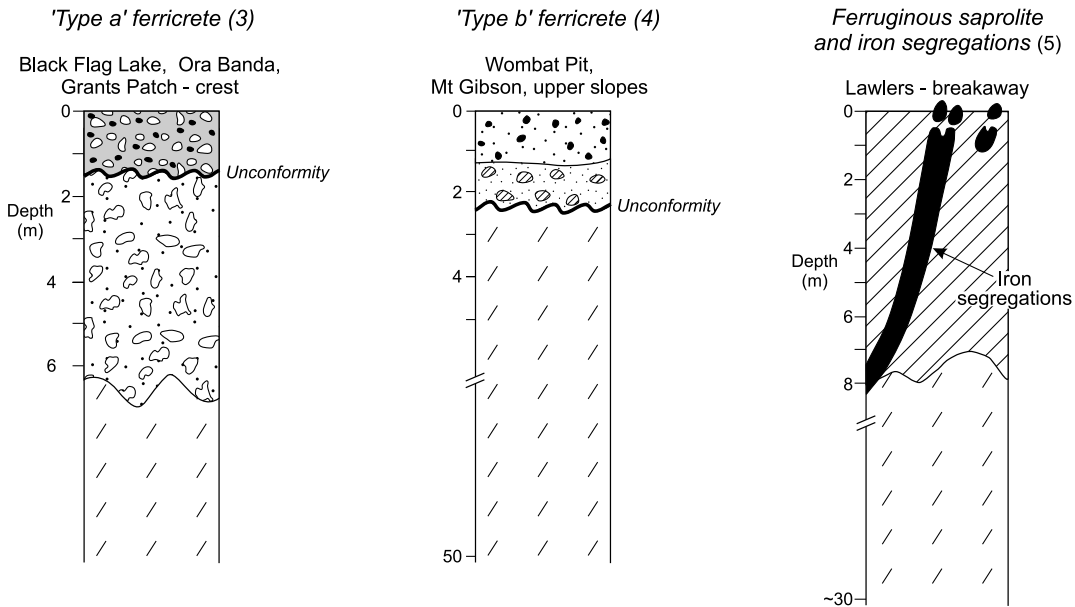 'Type a' ferricrete (3)
Black Flag Lake, Ora Banda,
Grants Patch - crest
0
2
4
6
Depth
(m)
Unconformity
'Type b' ferricrete (4)
Wombat Pit,
Mt Gibson, upper slopes
0
2
4
50
Unconformity
Ferruginous saprolite
and iron segregations (5)
Lawlers - breakaway
0
2
4
6
8
~30
Depth
(m)
Iron
segregations